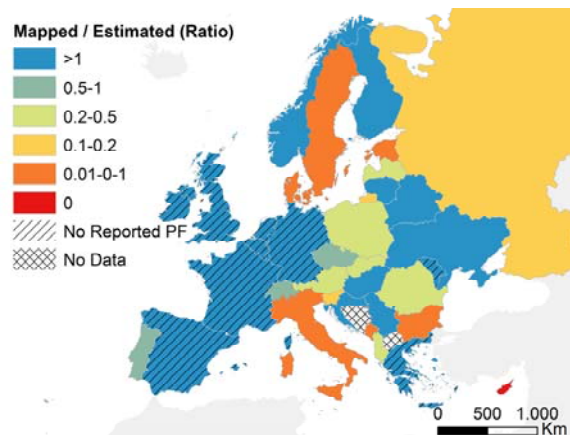 Mapped / Estimated (Ratio)
>1
0.5-1
0.2-0.5
0.1-0.2
0.01-0-1
0
No Reported PF
No Data
0 500 1.000
Km